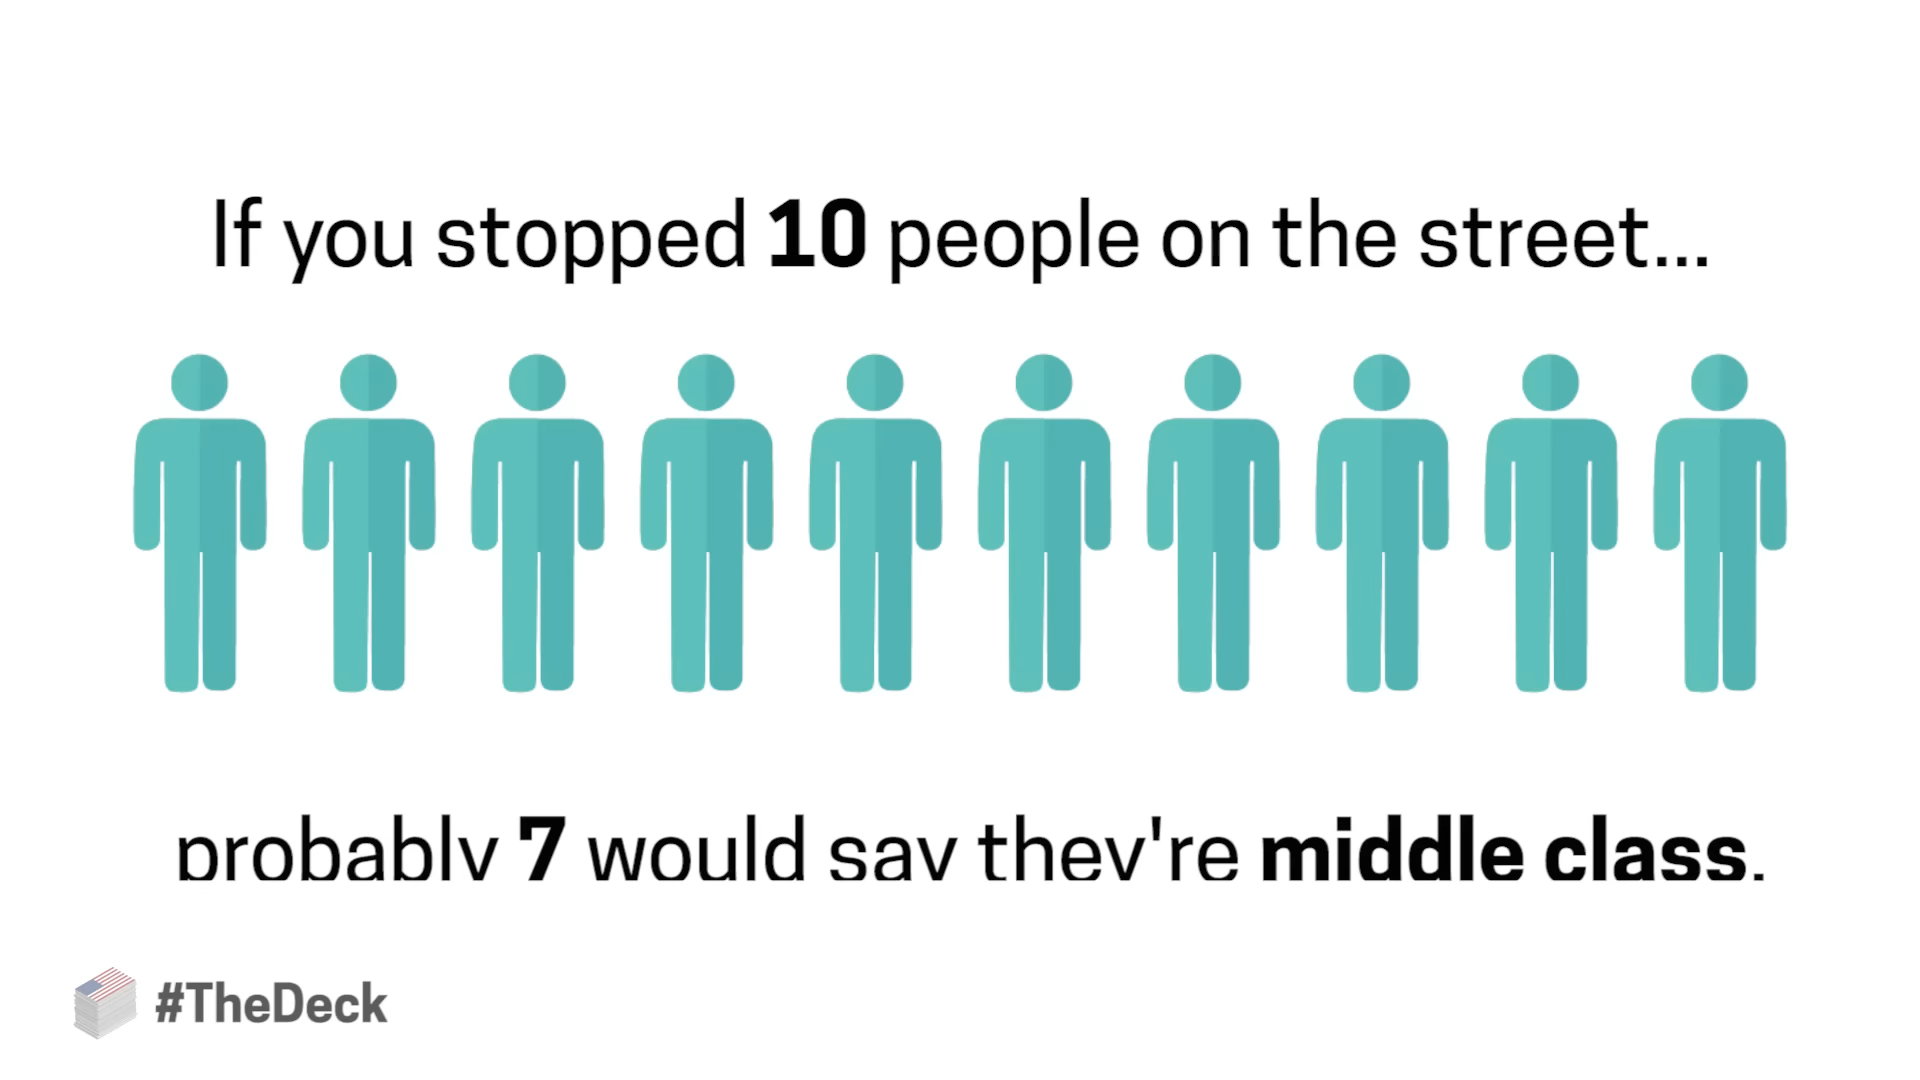 If you stopped 10 people on the street...
probably 7 would say they're middle class.
#TheDeck